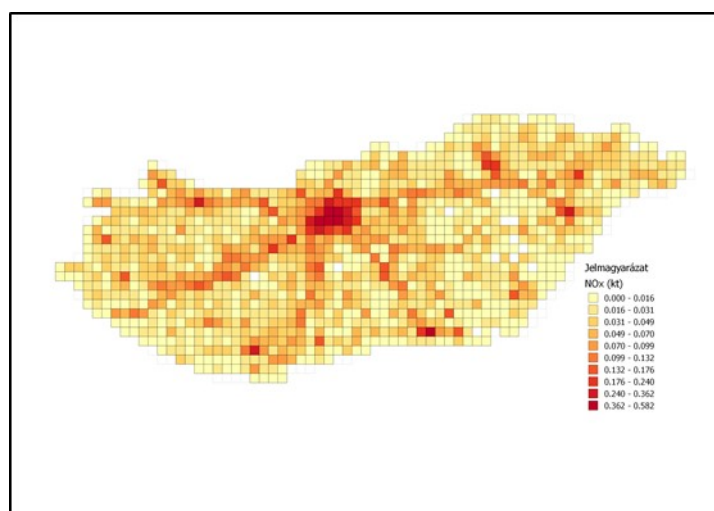 Jelmagyarázat
NOx (kt)
0.000 - 0.016
0.016 - 0.031
0.031 - 0.049
0.049 - 0.070
0.070 - 0.099
0.099 - 0.132
0.132 - 0.176
0.176 - 0.240
0.240 - 0.362
0.362 - 0.582